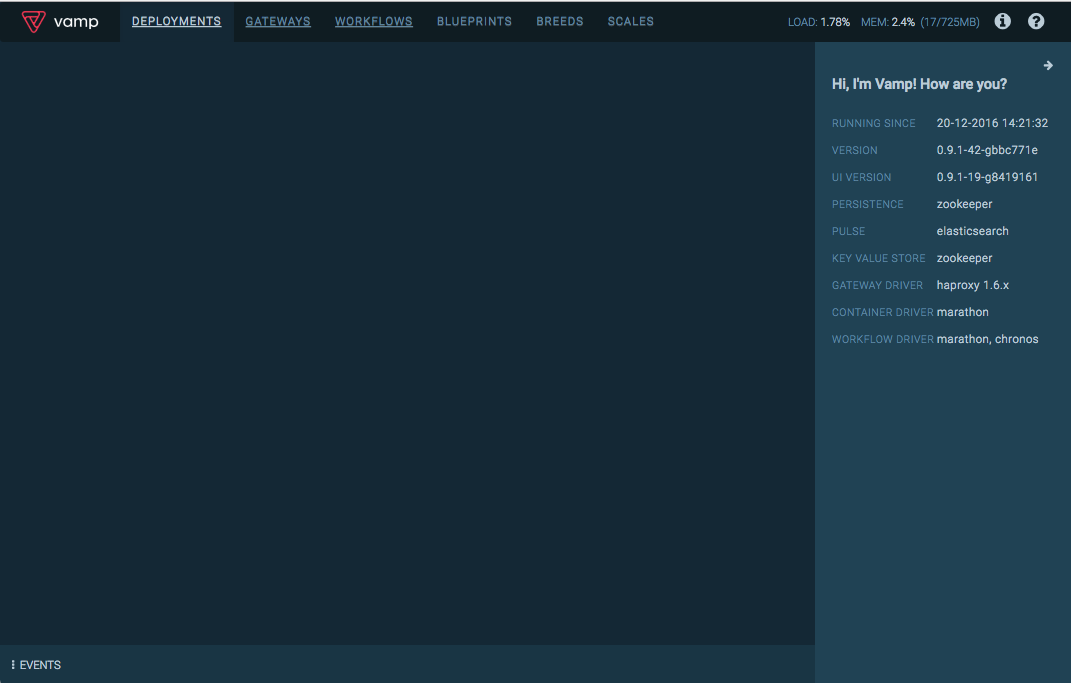 vamp DEPLOYMENTS GATEWAYS WORKFLOWS BLUEPRINTS BREEDS SCALES LOAD: 1.78% MEM: 2.4% (17/725MB)
Hi, I'm Vamp! How are you?
RUNNING SINCE 20-12-2016 14:21:32
VERSION 0.9.1-42-gbbc771e
UI VERSION 0.9.1-19-g8419161
PERSISTENCE zookeeper
PULSE elasticsearch
KEY VALUE STORE zookeeper
GATEWAY DRIVER haproxy 1.6.x
CONTAINER DRIVER marathon
WORKFLOW DRIVER marathon, chronos
EVENTS